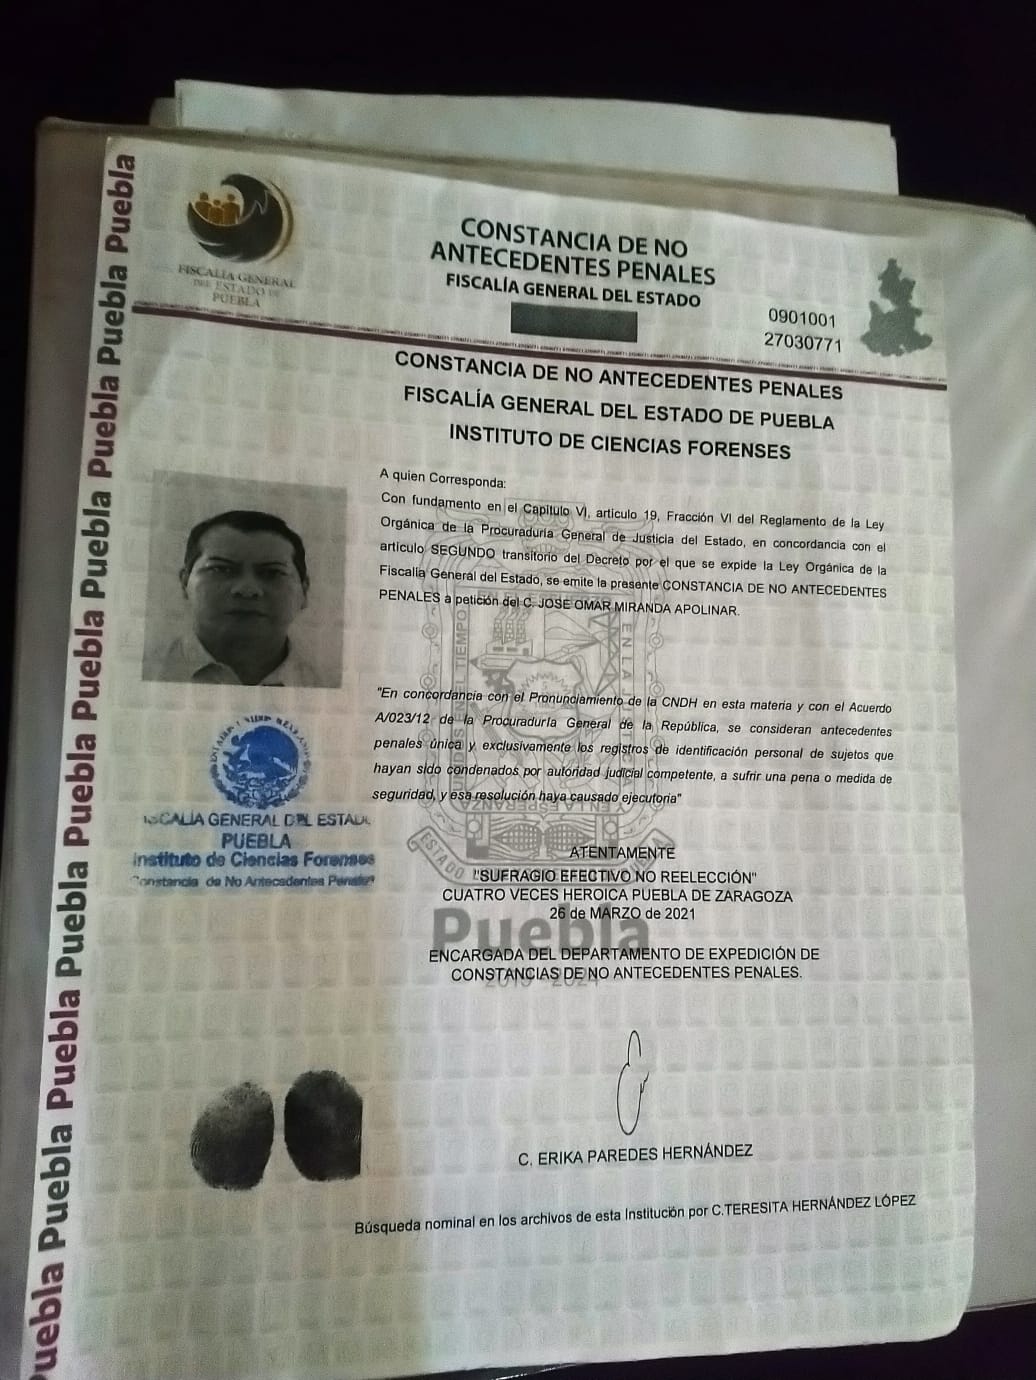 Puebla Puebla Puebla Puebla Puebla Puebla Puebla Puebla Puebla Puebla Puebla
FISCALÍA GENERAL
DEL ESTADO DE
PUEBLA
CONSTANCIA DE NO
ANTECEDENTES PENALES
FISCALÍA GENERAL DEL ESTADO
0901001
27030771
CONSTANCIA DE NO ANTECEDENTES PENALES
FISCALÍA GENERAL DEL ESTADO DE PUEBLA
INSTITUTO DE CIENCIAS FORENSES
A quien Corresponda:
Con fundamento en el Capitulo VI, articulo 19, Fracción VI del Reglamento de la Ley
Orgánica de la Procuraduría General de Justicia del Estado, en concordancia con el
articulo SEGUNDO transitorio del Decreto por el que se expide la Ley Orgánica de la
Fiscalía General del Estado, se emite la presente CONSTANCIA DE NO ANTECEDENTES
PENALES a petición del C. JOSE OMAR MIRANDA APOLINAR.
"En concordancia con el Pronunciamiento de la CNDH en esta materia y con el Acuerdo
A/023/12 de la Procuraduría General de la República, se consideran antecedentes
penales única y exclusivamente los registros de identificación personal de sujetos que
hayan sido condenados por autoridad judicial competente, a sufrir una pena o medida de
seguridad, y esa resolución haya causado ejecutoria"
FISCALIA GENERAL DEL ESTADO
PUEBLA
Instituto de Ciencias Forenses
Constancia de No Antecedentes Penales
ATENTAMENTE
"SUFRAGIO EFECTIVO NO REELECCIÓN"
CUATRO VECES HEROICA PUEBLA DE ZARAGOZA
26 de MARZO de 2021
Puebla
ENCARGADA DEL DEPARTAMENTO DE EXPEDICIÓN DE
CONSTANCIAS DE NO ANTECEDENTES PENALES.
C. ERIKA PAREDES HERNÁNDEZ
Búsqueda nominal en los archivos de esta Institución por C.TERESITA HERNÁNDEZ LÓPEZ